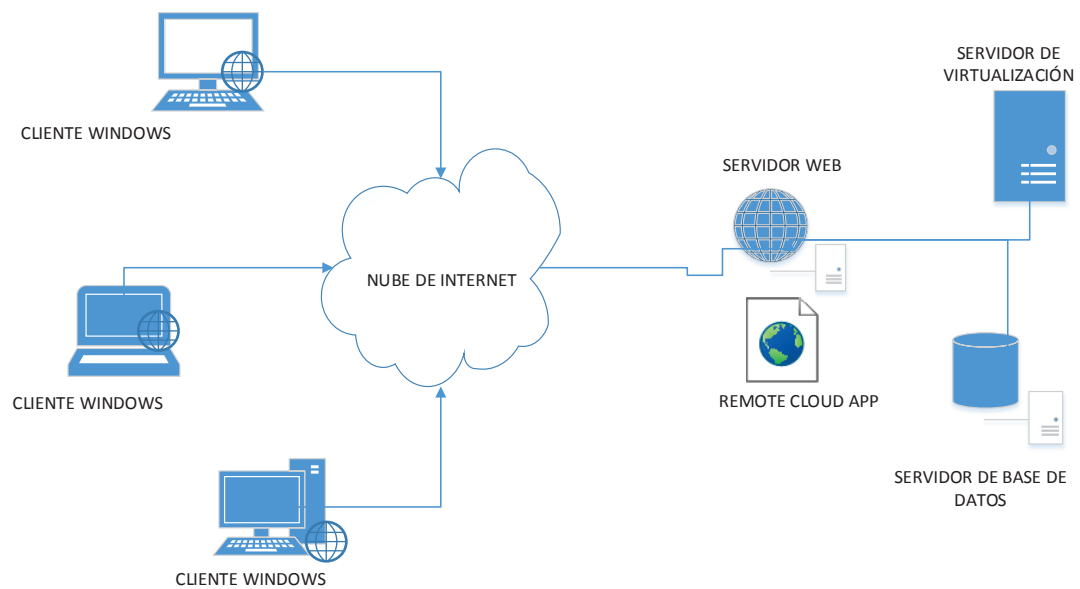 SERVIDOR DE
VIRTUALIZACIÓN
CLIENTE WINDOWS
SERVIDOR WEB
NUBE DE INTERNET
CLIENTE WINDOWS
REMOTE CLOUD APP
SERVIDOR DE BASE DE
DATOS
CLIENTE WINDOWS